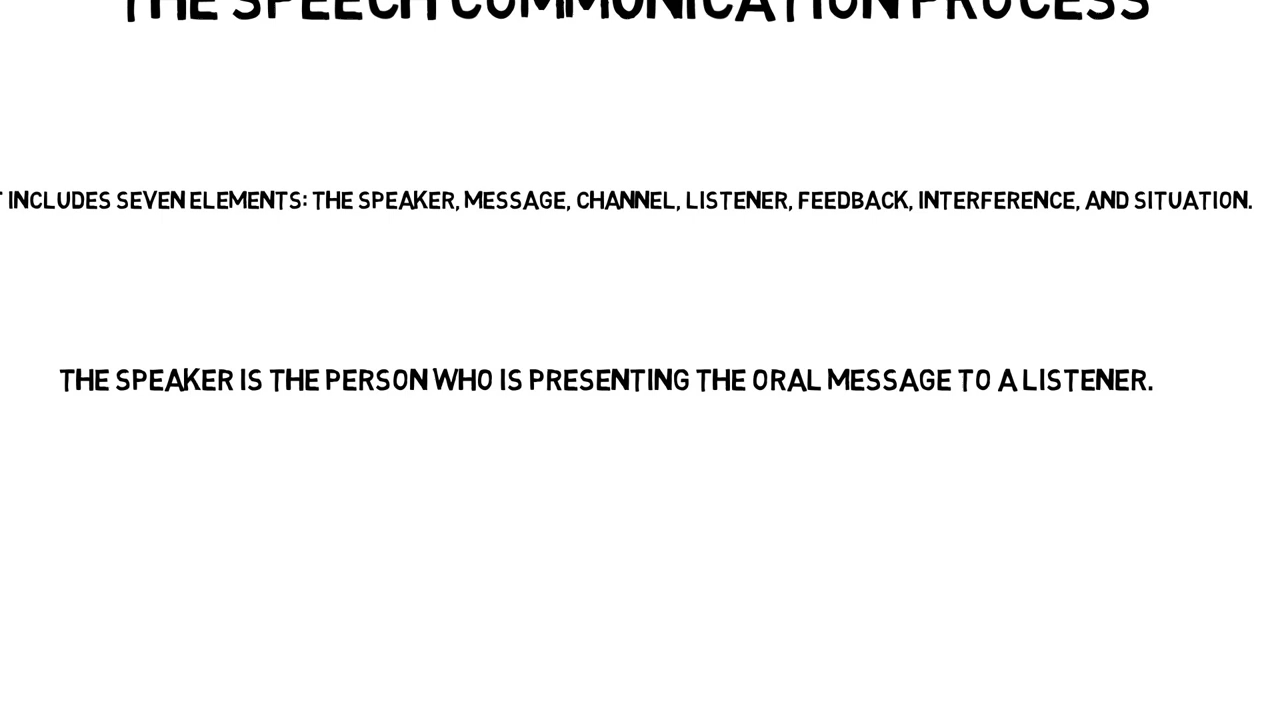 THE SPEECH COMMUNICATION PROCESS
INCLUDES SEVEN ELEMENTS: THE SPEAKER, MESSAGE, CHANNEL, LISTENER, FEEDBACK, INTERFERENCE, AND SITUATION.
THE SPEAKER IS THE PERSON WHO IS PRESENTING THE ORAL MESSAGE TO A LISTENER.